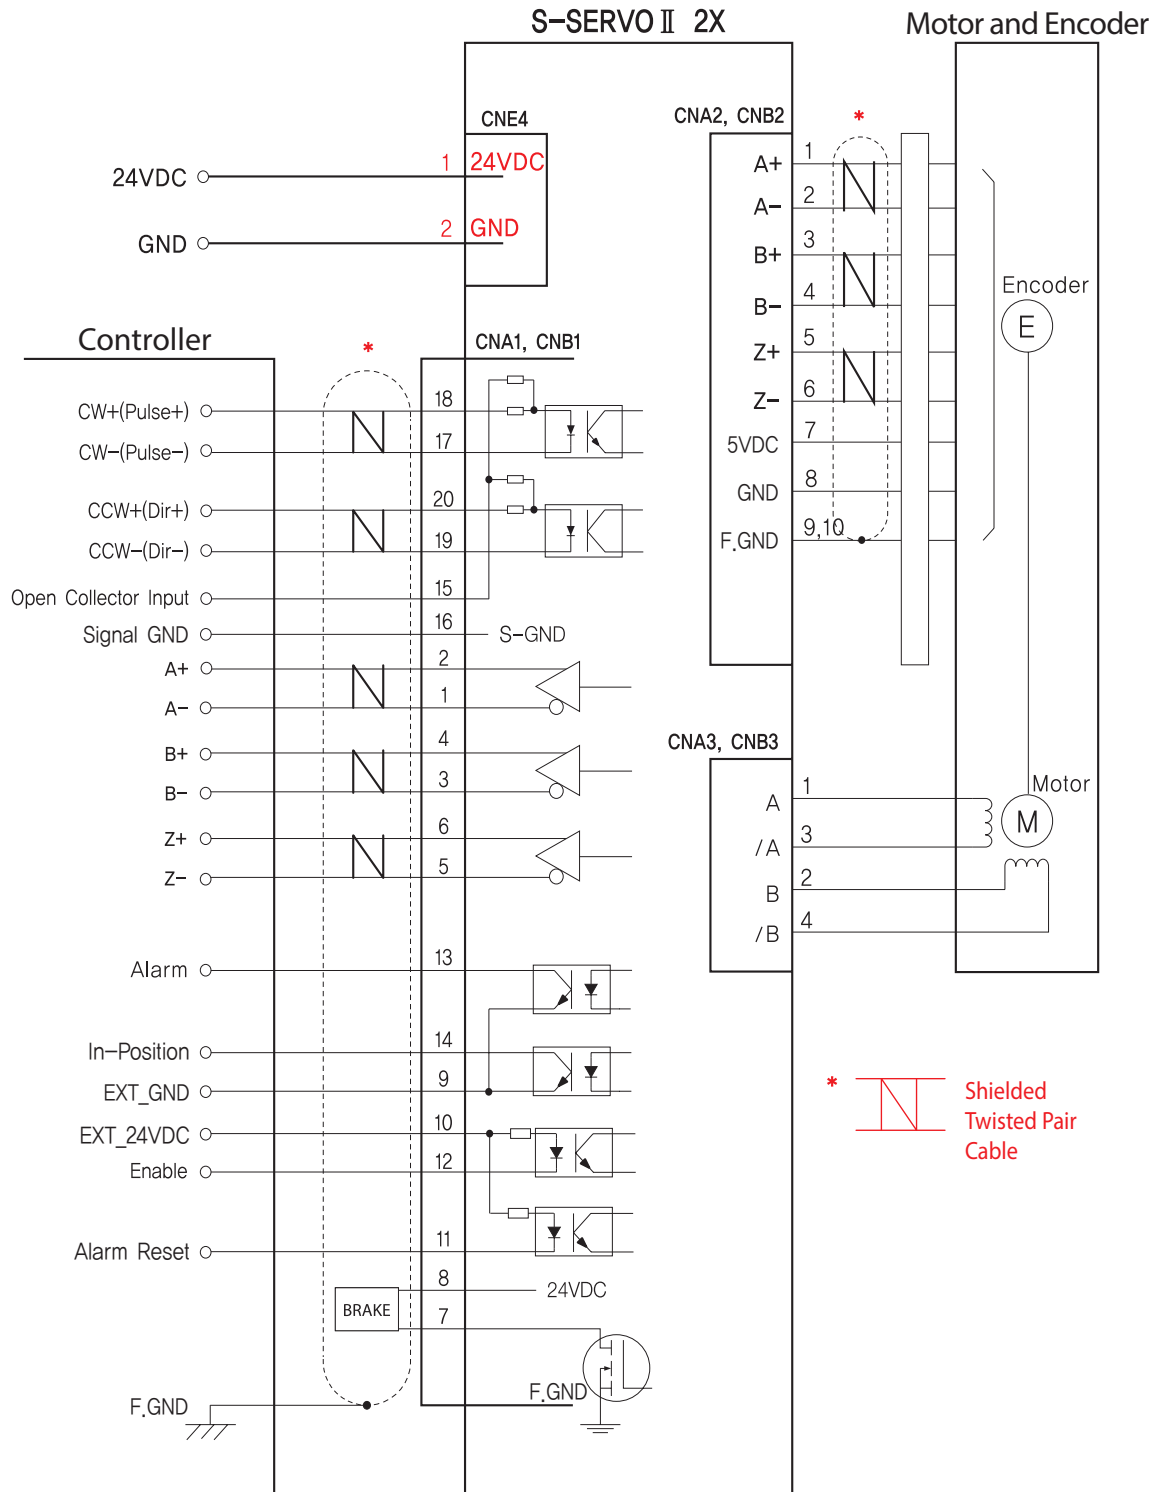 S-SERVO Ⅱ 2X
Motor and Encoder
CNE4
24VDC 1 24VDC
GND 2 GND
CNA2, CNB2 *
A+ 1
A- 2
B+ 3
B- 4
Z+ 5
Z- 6
5VDC 7
GND 8
F.GND 9,10
Encoder
E
Controller * CNA1, CNB1
CW+(Pulse+) 18
CW-(Pulse-) 17
CCW+(Dir+) 20
CCW-(Dir-) 19
Open Collector Input 15
Signal GND 16 S-GND
A+ 2
A- 1
B+ 4
B- 3
Z+ 6
Z- 5
CNA3, CNB3
A 1
/A 3
B 2
/B 4
Motor
M
Alarm 13
In-Position 14
EXT_GND 9
EXT_24VDC 10
Enable 12
Alarm Reset 11
8 24VDC
BRAKE
7
F.GND F.GND
* Shielded
Twisted Pair
Cable